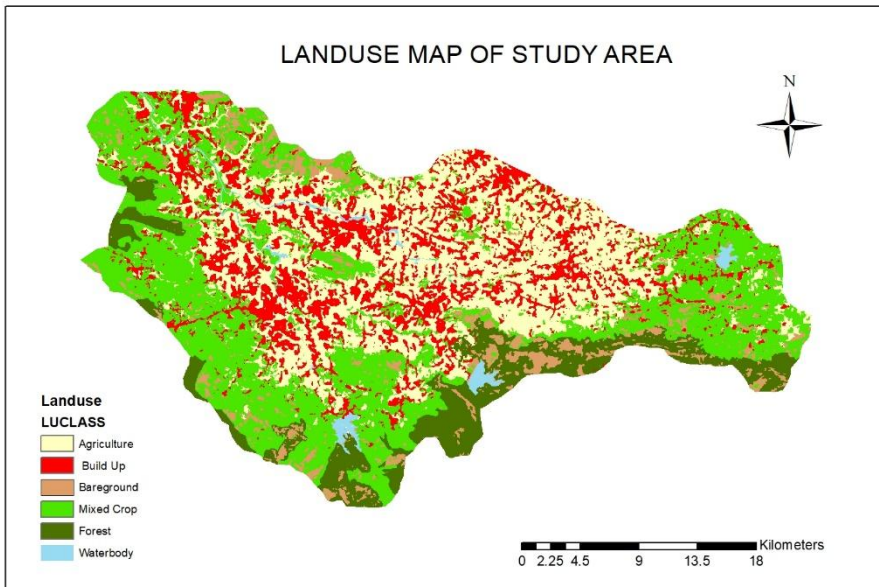 LANDUSE MAP OF STUDY AREA
N
Landuse
LUCLASS
Agriculture
Build Up
Bareground
Mixed Crop
Forest
Waterbody
Kilometers
0 2.25 4.5 9 13.5 18